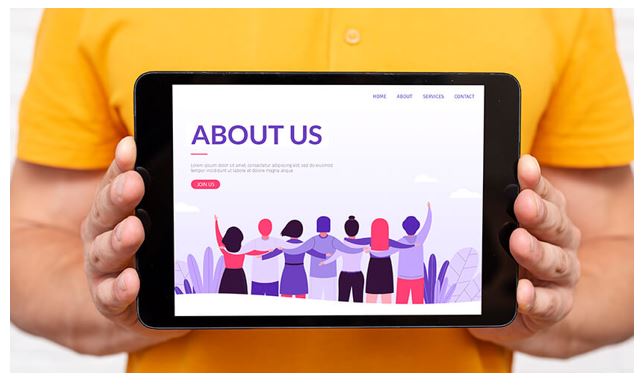 HOME ABOUT SERVICES CONTACT
ABOUT US
Lorem ipsum dolor sit amet, consectetur adipiscing elit, sed do eiusmod
tempor incididunt ut labore et dolore magna aliqua
JOIN US